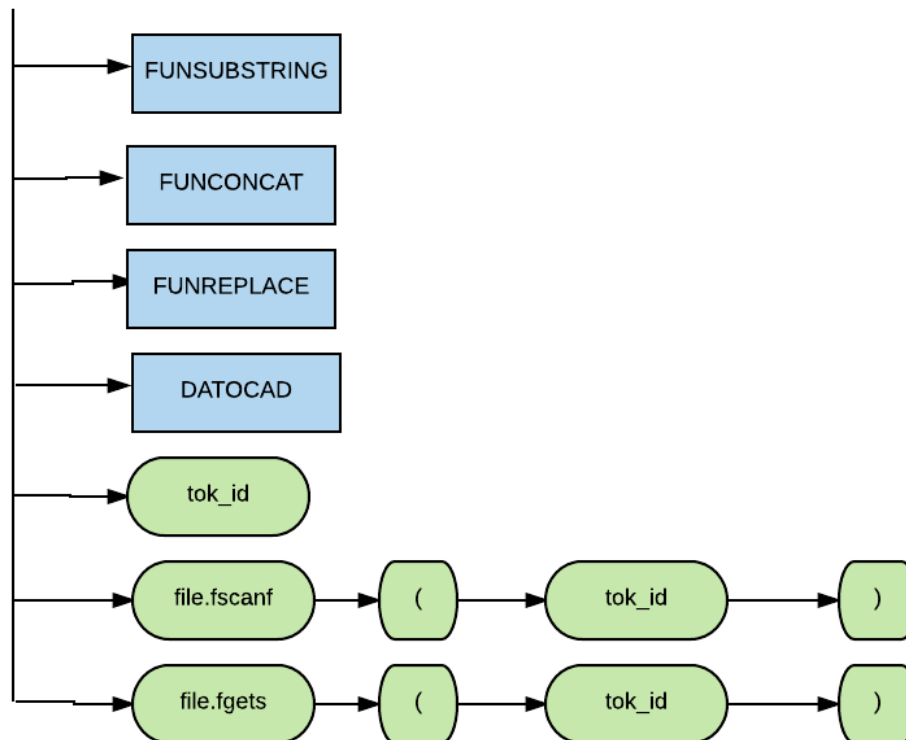 FUNSUBSTRING
FUNCONCAT
FUNREPLACE
DATOCAD
tok_id
file.fscanf ( tok_id )
file.fgets ( tok_id )